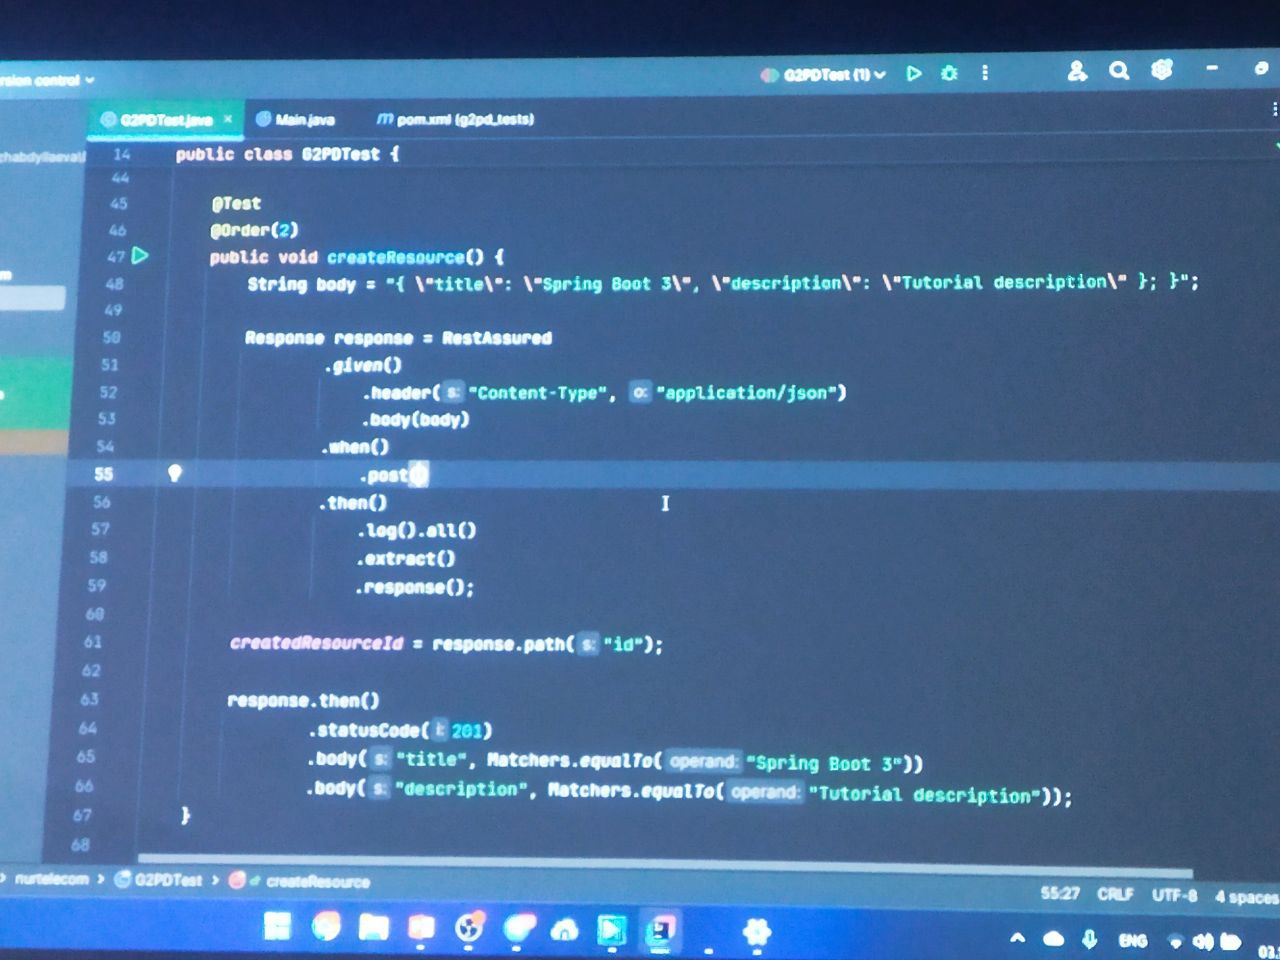 rsion control
G2PDTest (1)
G2PDTest.java × Main.java m pom.xml (g2pd_tests)
zhabdyllaeva\
14 public class G2PDTest {
44
45 @Test
46 @Order(2)
47 public void createResource() {
48 String body = "{ \"title\": \"Spring Boot 3\", \"description\": \"Tutorial description\" }; }";
49
50 Response response = RestAssured
51 .given()
52 .header( s: "Content-Type", o: "application/json")
53 .body(body)
54 .when()
55 .post()
56 .then()
57 .log().all()
58 .extract()
59 .response();
60
61 createdResourceId = response.path( s: "id");
62
63 response.then()
64 .statusCode( i: 201)
65 .body( s: "title", Matchers.equalTo( operand: "Spring Boot 3"))
66 .body( s: "description", Matchers.equalTo( operand: "Tutorial description"));
67 }
68
> nurtelecom > G2PDTest > createResource
55:27 CRLF UTF-8 4 spaces
ENG
03.